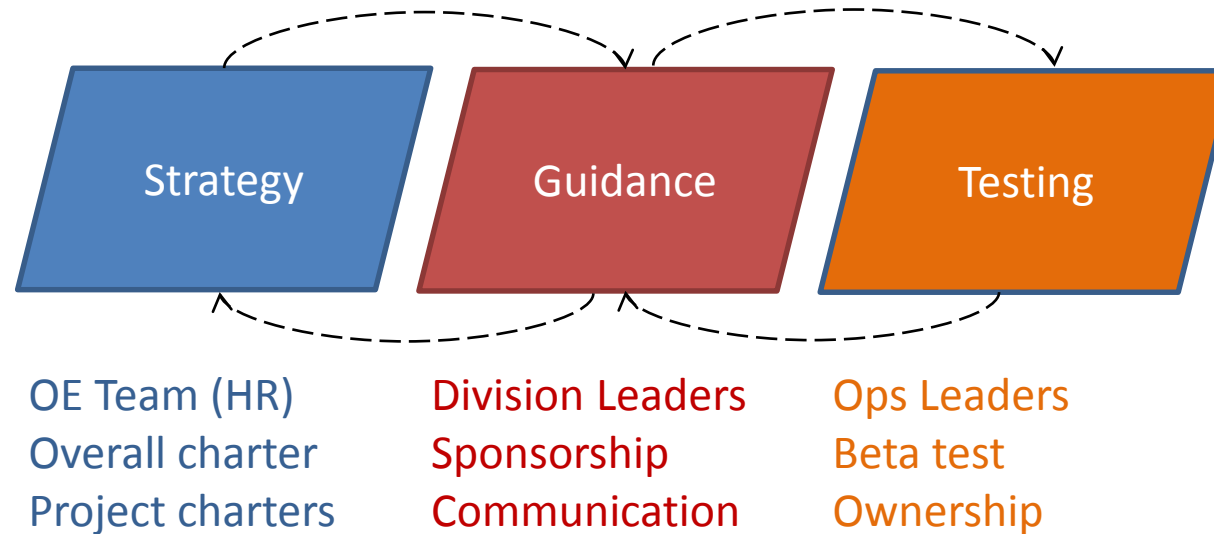 Strategy
Guidance
Testing
OE Team (HR)
Overall charter
Project charters
Division Leaders
Sponsorship
Communication
Ops Leaders
Beta test
Ownership